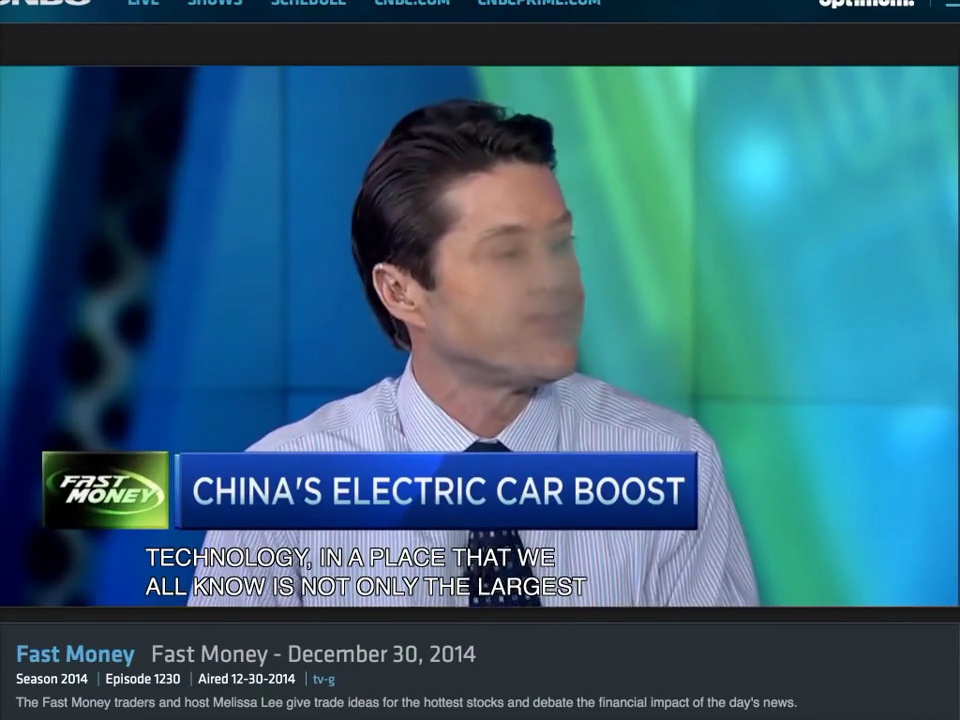 CNBC LIVE SHOWS SCHEDULE CNBC.COM CNBCPRIME.COM optimum.
FAST
MONEY
CHINA'S ELECTRIC CAR BOOST
TECHNOLOGY, IN A PLACE THAT WE
ALL KNOW IS NOT ONLY THE LARGEST
Fast Money Fast Money - December 30, 2014
Season 2014 | Episode 1230 | Aired 12-30-2014 | tv-g
The Fast Money traders and host Melissa Lee give trade ideas for the hottest stocks and debate the financial impact of the day's news.